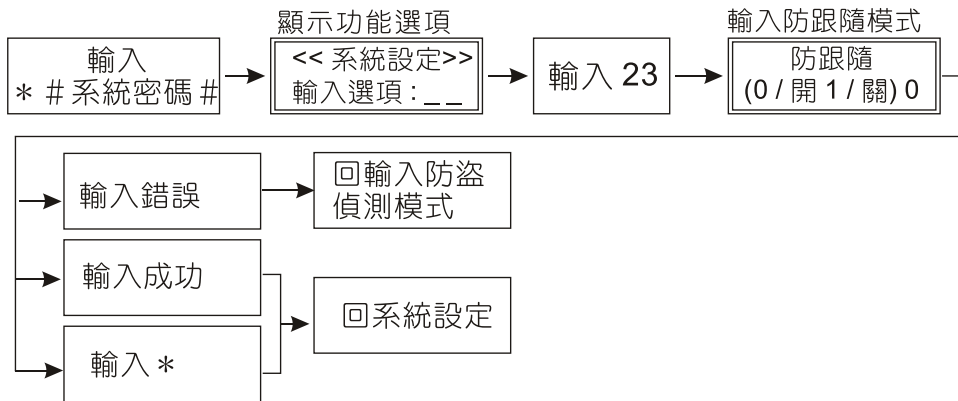 顯示功能選項
輸入防跟隨模式
輸入
* # 系統密碼 #
<< 系統設定>>
輸入選項 : _ _
輸入 23
防跟隨
(0 / 開 1 / 關) 0
輸入錯誤
回輸入防盜
偵測模式
輸入成功
回系統設定
輸入 *